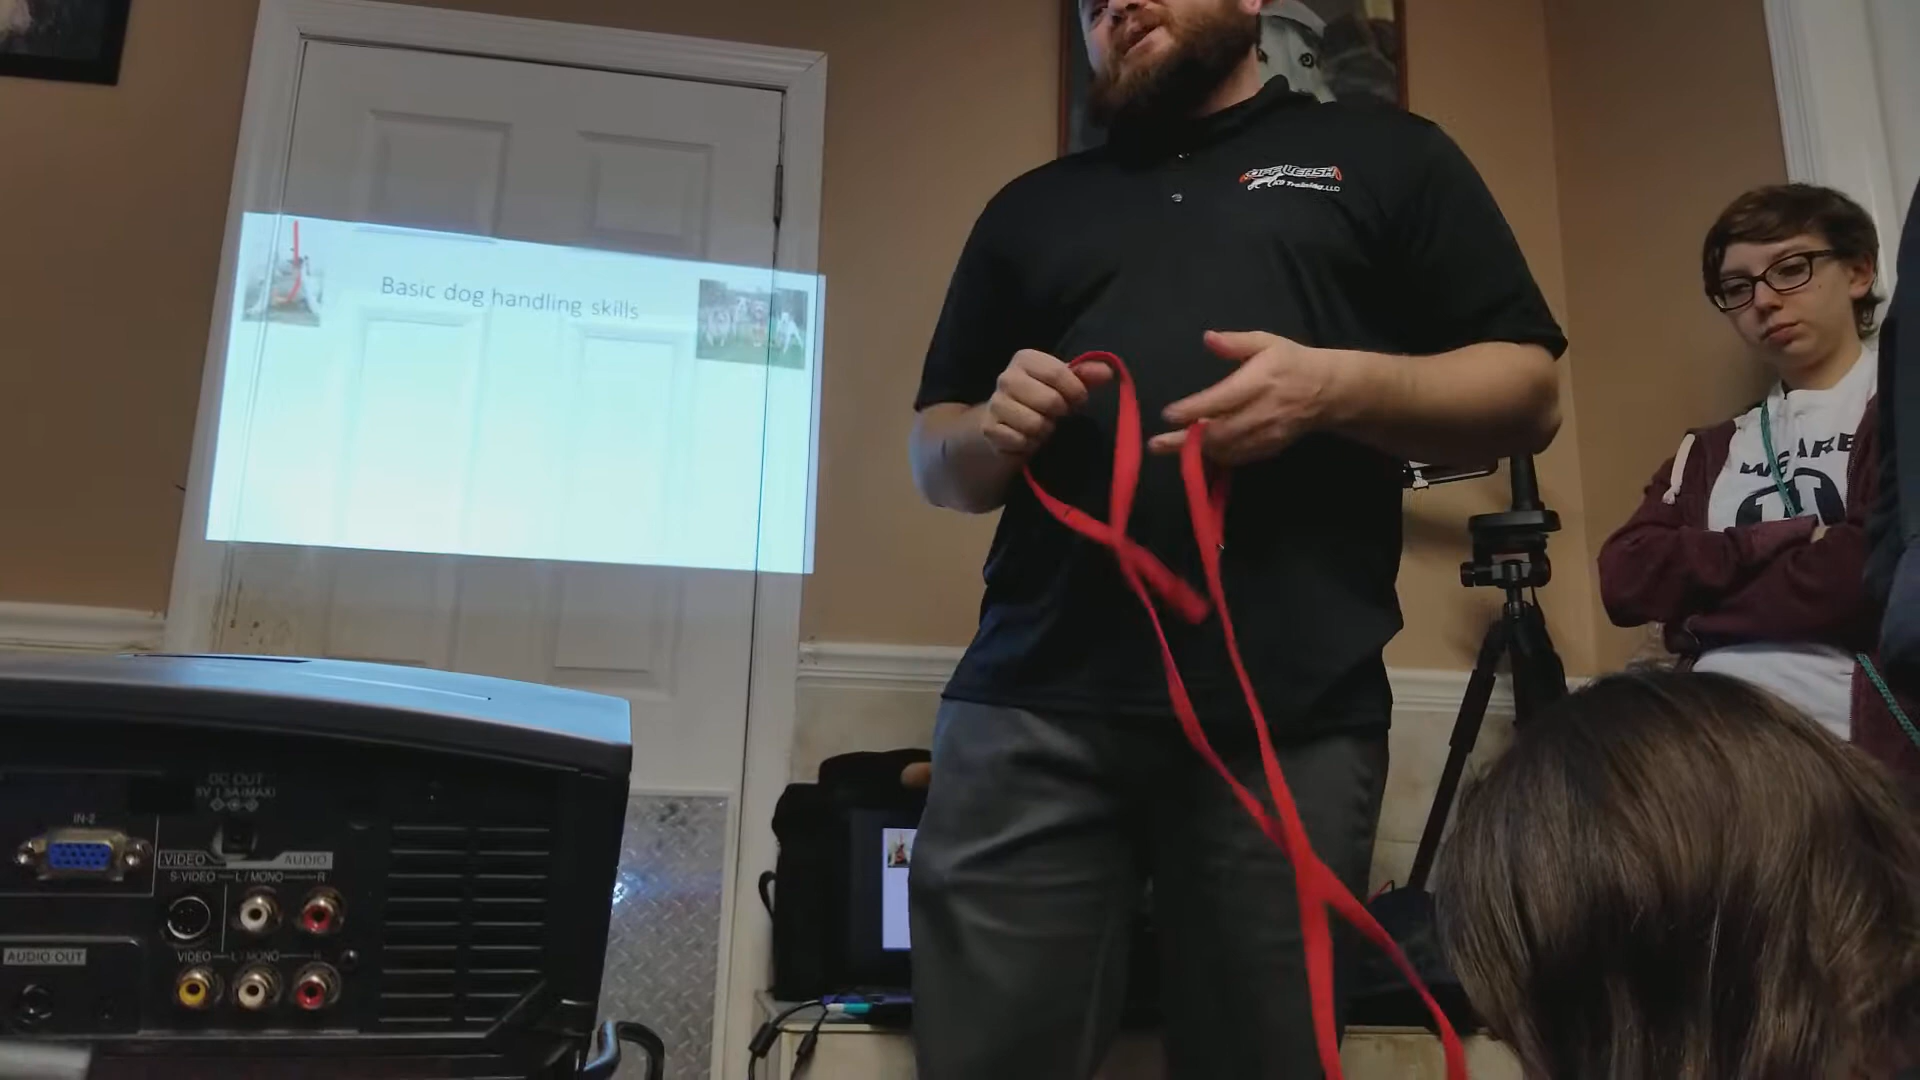 Basic dog handling skills
OFF LEASH
K9 Training, LLC
WE ARE
DC OUT
5V 1.5A (MAX)
IN-2
VIDEO AUDIO
S-VIDEO L / MONO R
VIDEO L / MONO R
AUDIO OUT